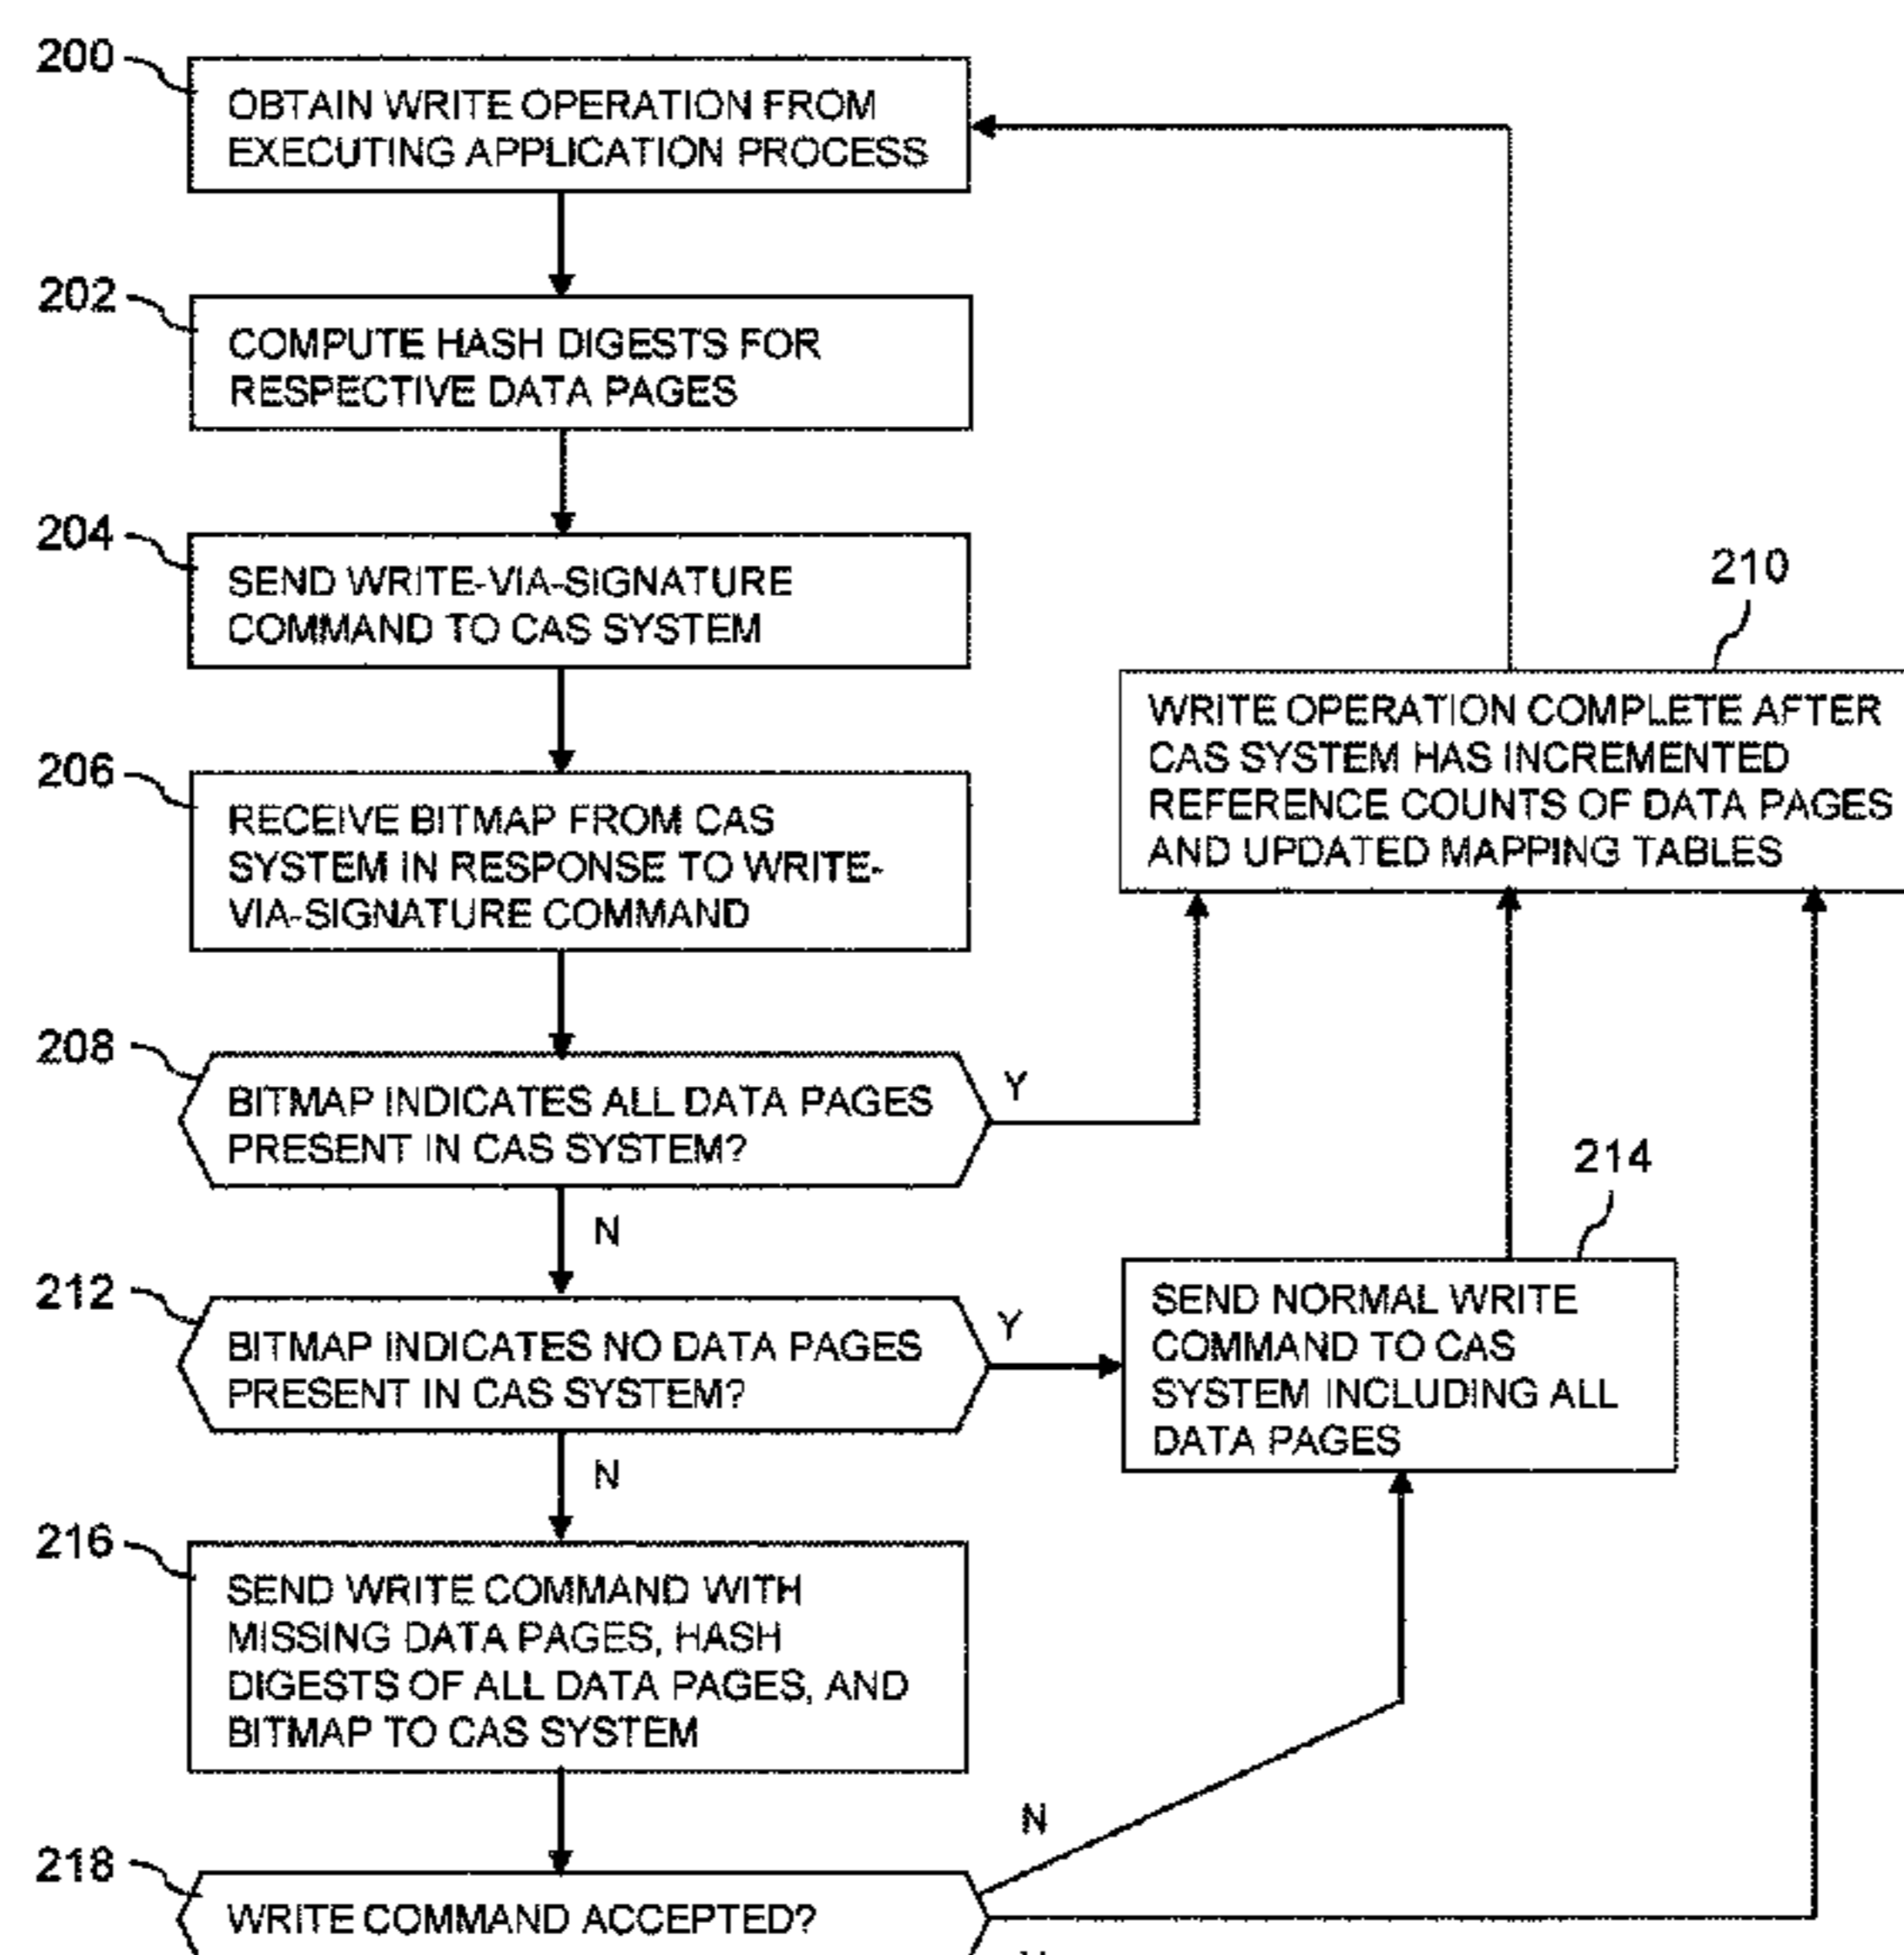 200
OBTAIN WRITE OPERATION FROM
EXECUTING APPLICATION PROCESS
202
COMPUTE HASH DIGESTS FOR
RESPECTIVE DATA PAGES
204
SEND WRITE-VIA-SIGNATURE
COMMAND TO CAS SYSTEM
206
RECEIVE BITMAP FROM CAS
SYSTEM IN RESPONSE TO WRITE-
VIA-SIGNATURE COMMAND
210
WRITE OPERATION COMPLETE AFTER
CAS SYSTEM HAS INCREMENTED
REFERENCE COUNTS OF DATA PAGES
AND UPDATED MAPPING TABLES
208
BITMAP INDICATES ALL DATA PAGES
PRESENT IN CAS SYSTEM?
Y
N
212
BITMAP INDICATES NO DATA PAGES
PRESENT IN CAS SYSTEM?
Y
N
214
SEND NORMAL WRITE
COMMAND TO CAS
SYSTEM INCLUDING ALL
DATA PAGES
216
SEND WRITE COMMAND WITH
MISSING DATA PAGES, HASH
DIGESTS OF ALL DATA PAGES, AND
BITMAP TO CAS SYSTEM
218
WRITE COMMAND ACCEPTED?
N